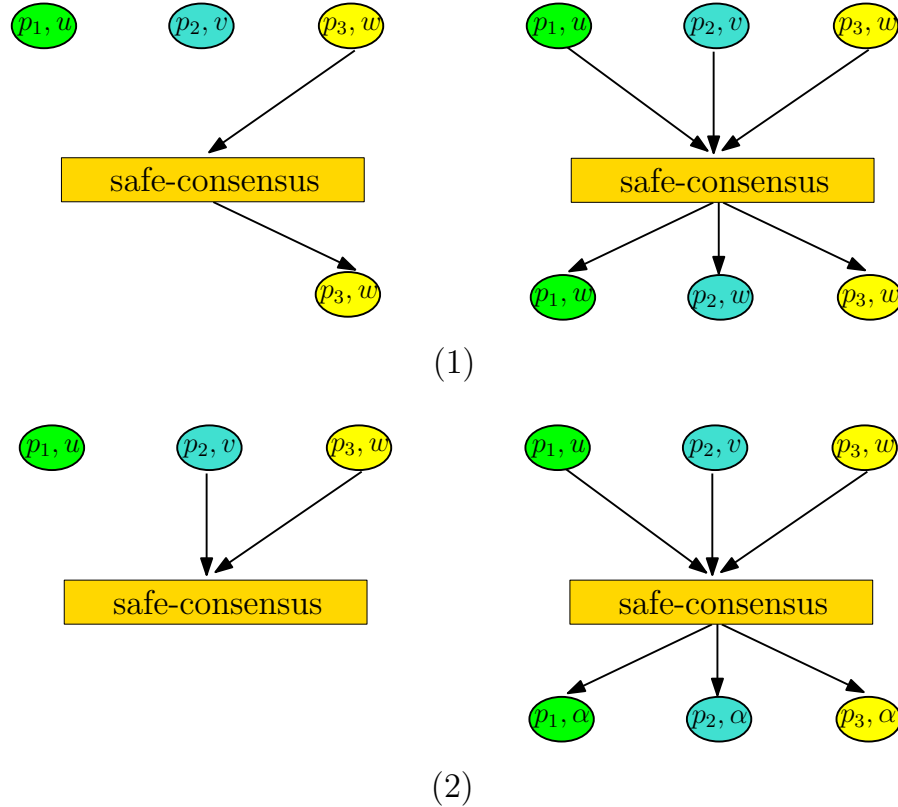 p₁, u p₂, v p₃, w p₁, u p₂, v p₃, w
safe-consensus safe-consensus
p₃, w p₁, w p₂, w p₃, w
(1)
p₁, u p₂, v p₃, w p₁, u p₂, v p₃, w
safe-consensus safe-consensus
p₁, α p₂, α p₃, α
(2)